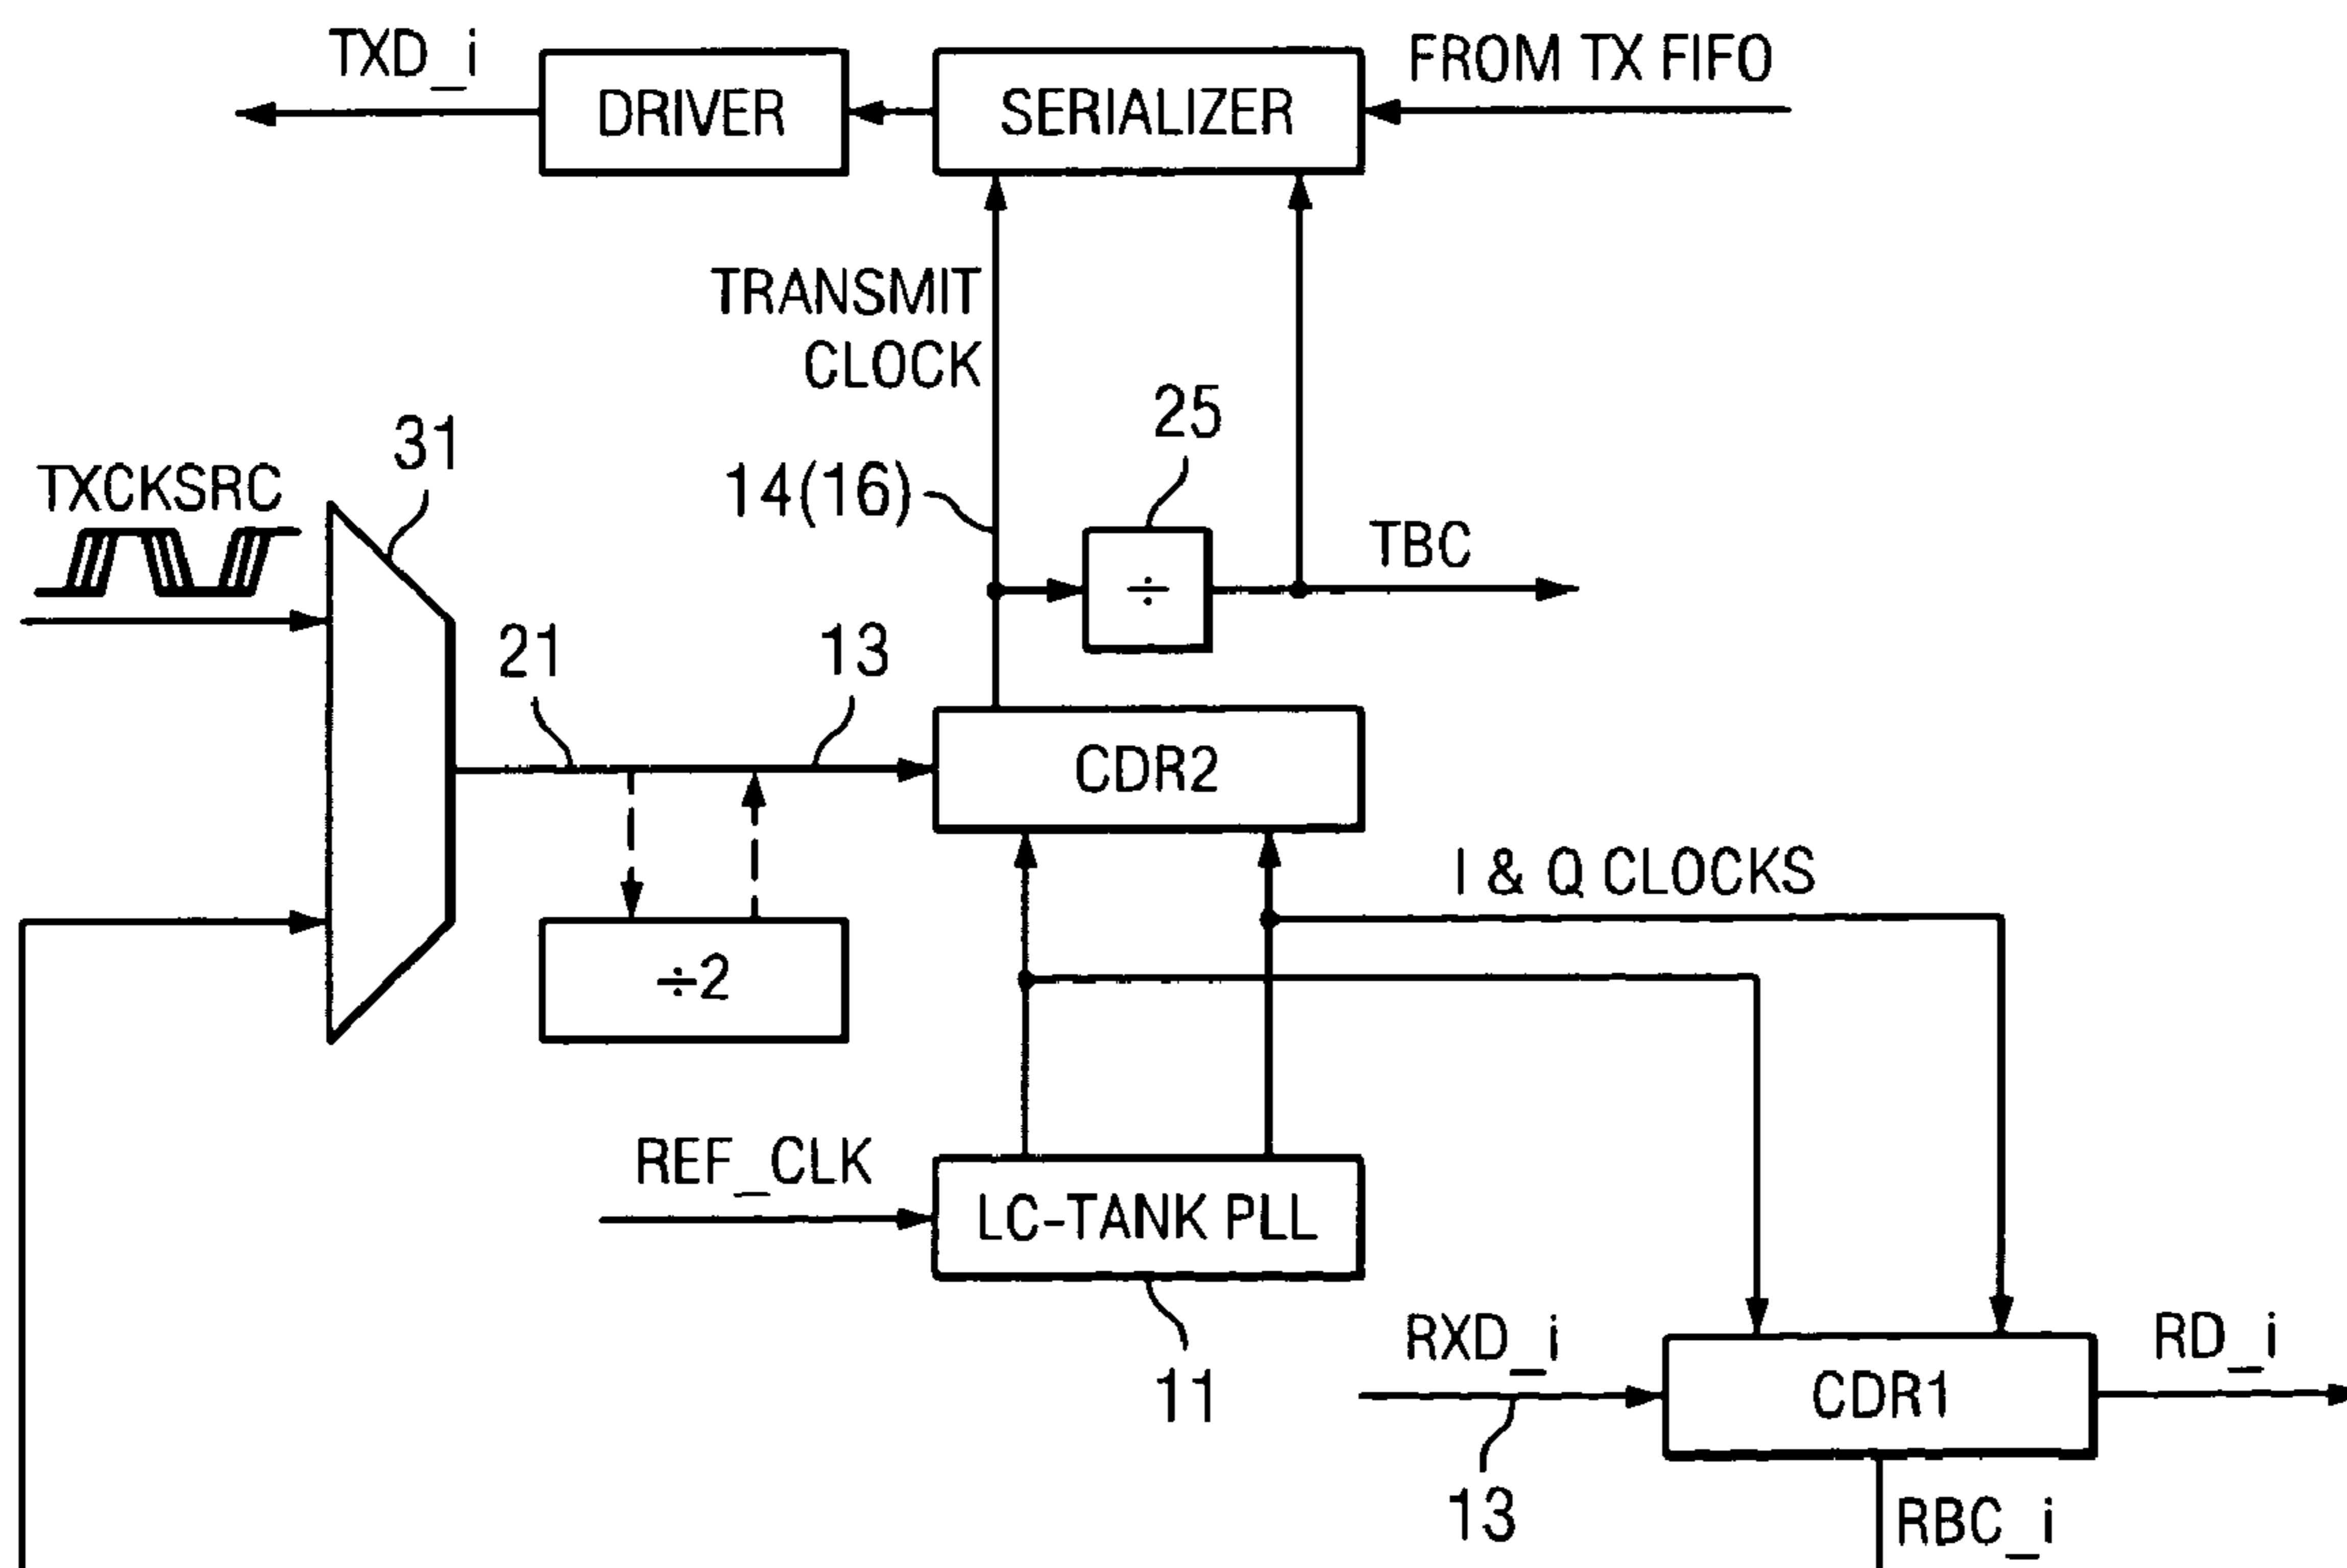 TXD_i
DRIVER
SERIALIZER
FROM TX FIFO
TRANSMIT
CLOCK
31
25
TXCKSRC
14(16)
÷
TBC
21
13
CDR2
I & Q CLOCKS
÷2
REF_CLK
LC-TANK PLL
11
RXD_i
13
CDR1
RD_i
RBC_i